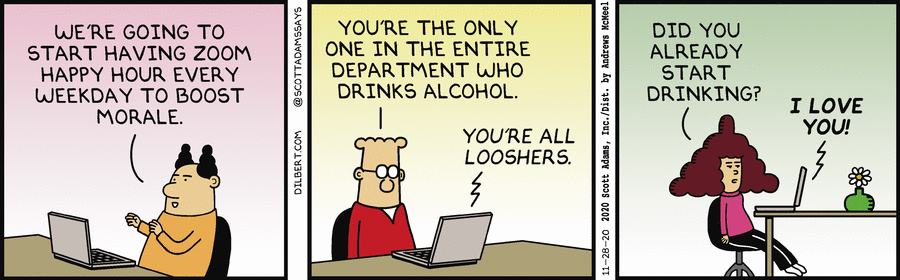 WE'RE GOING TO
START HAVING ZOOM
HAPPY HOUR EVERY
WEEKDAY TO BOOST
MORALE.
DILBERT.COM @SCOTTADAMSSAYS
YOU'RE THE ONLY
ONE IN THE ENTIRE
DEPARTMENT WHO
DRINKS ALCOHOL.
YOU'RE ALL
LOOSHERS.
11-28-20 2020 Scott Adams, Inc./Dist. by Andrews McMeel
DID YOU
ALREADY
START
DRINKING?
I LOVE
YOU!